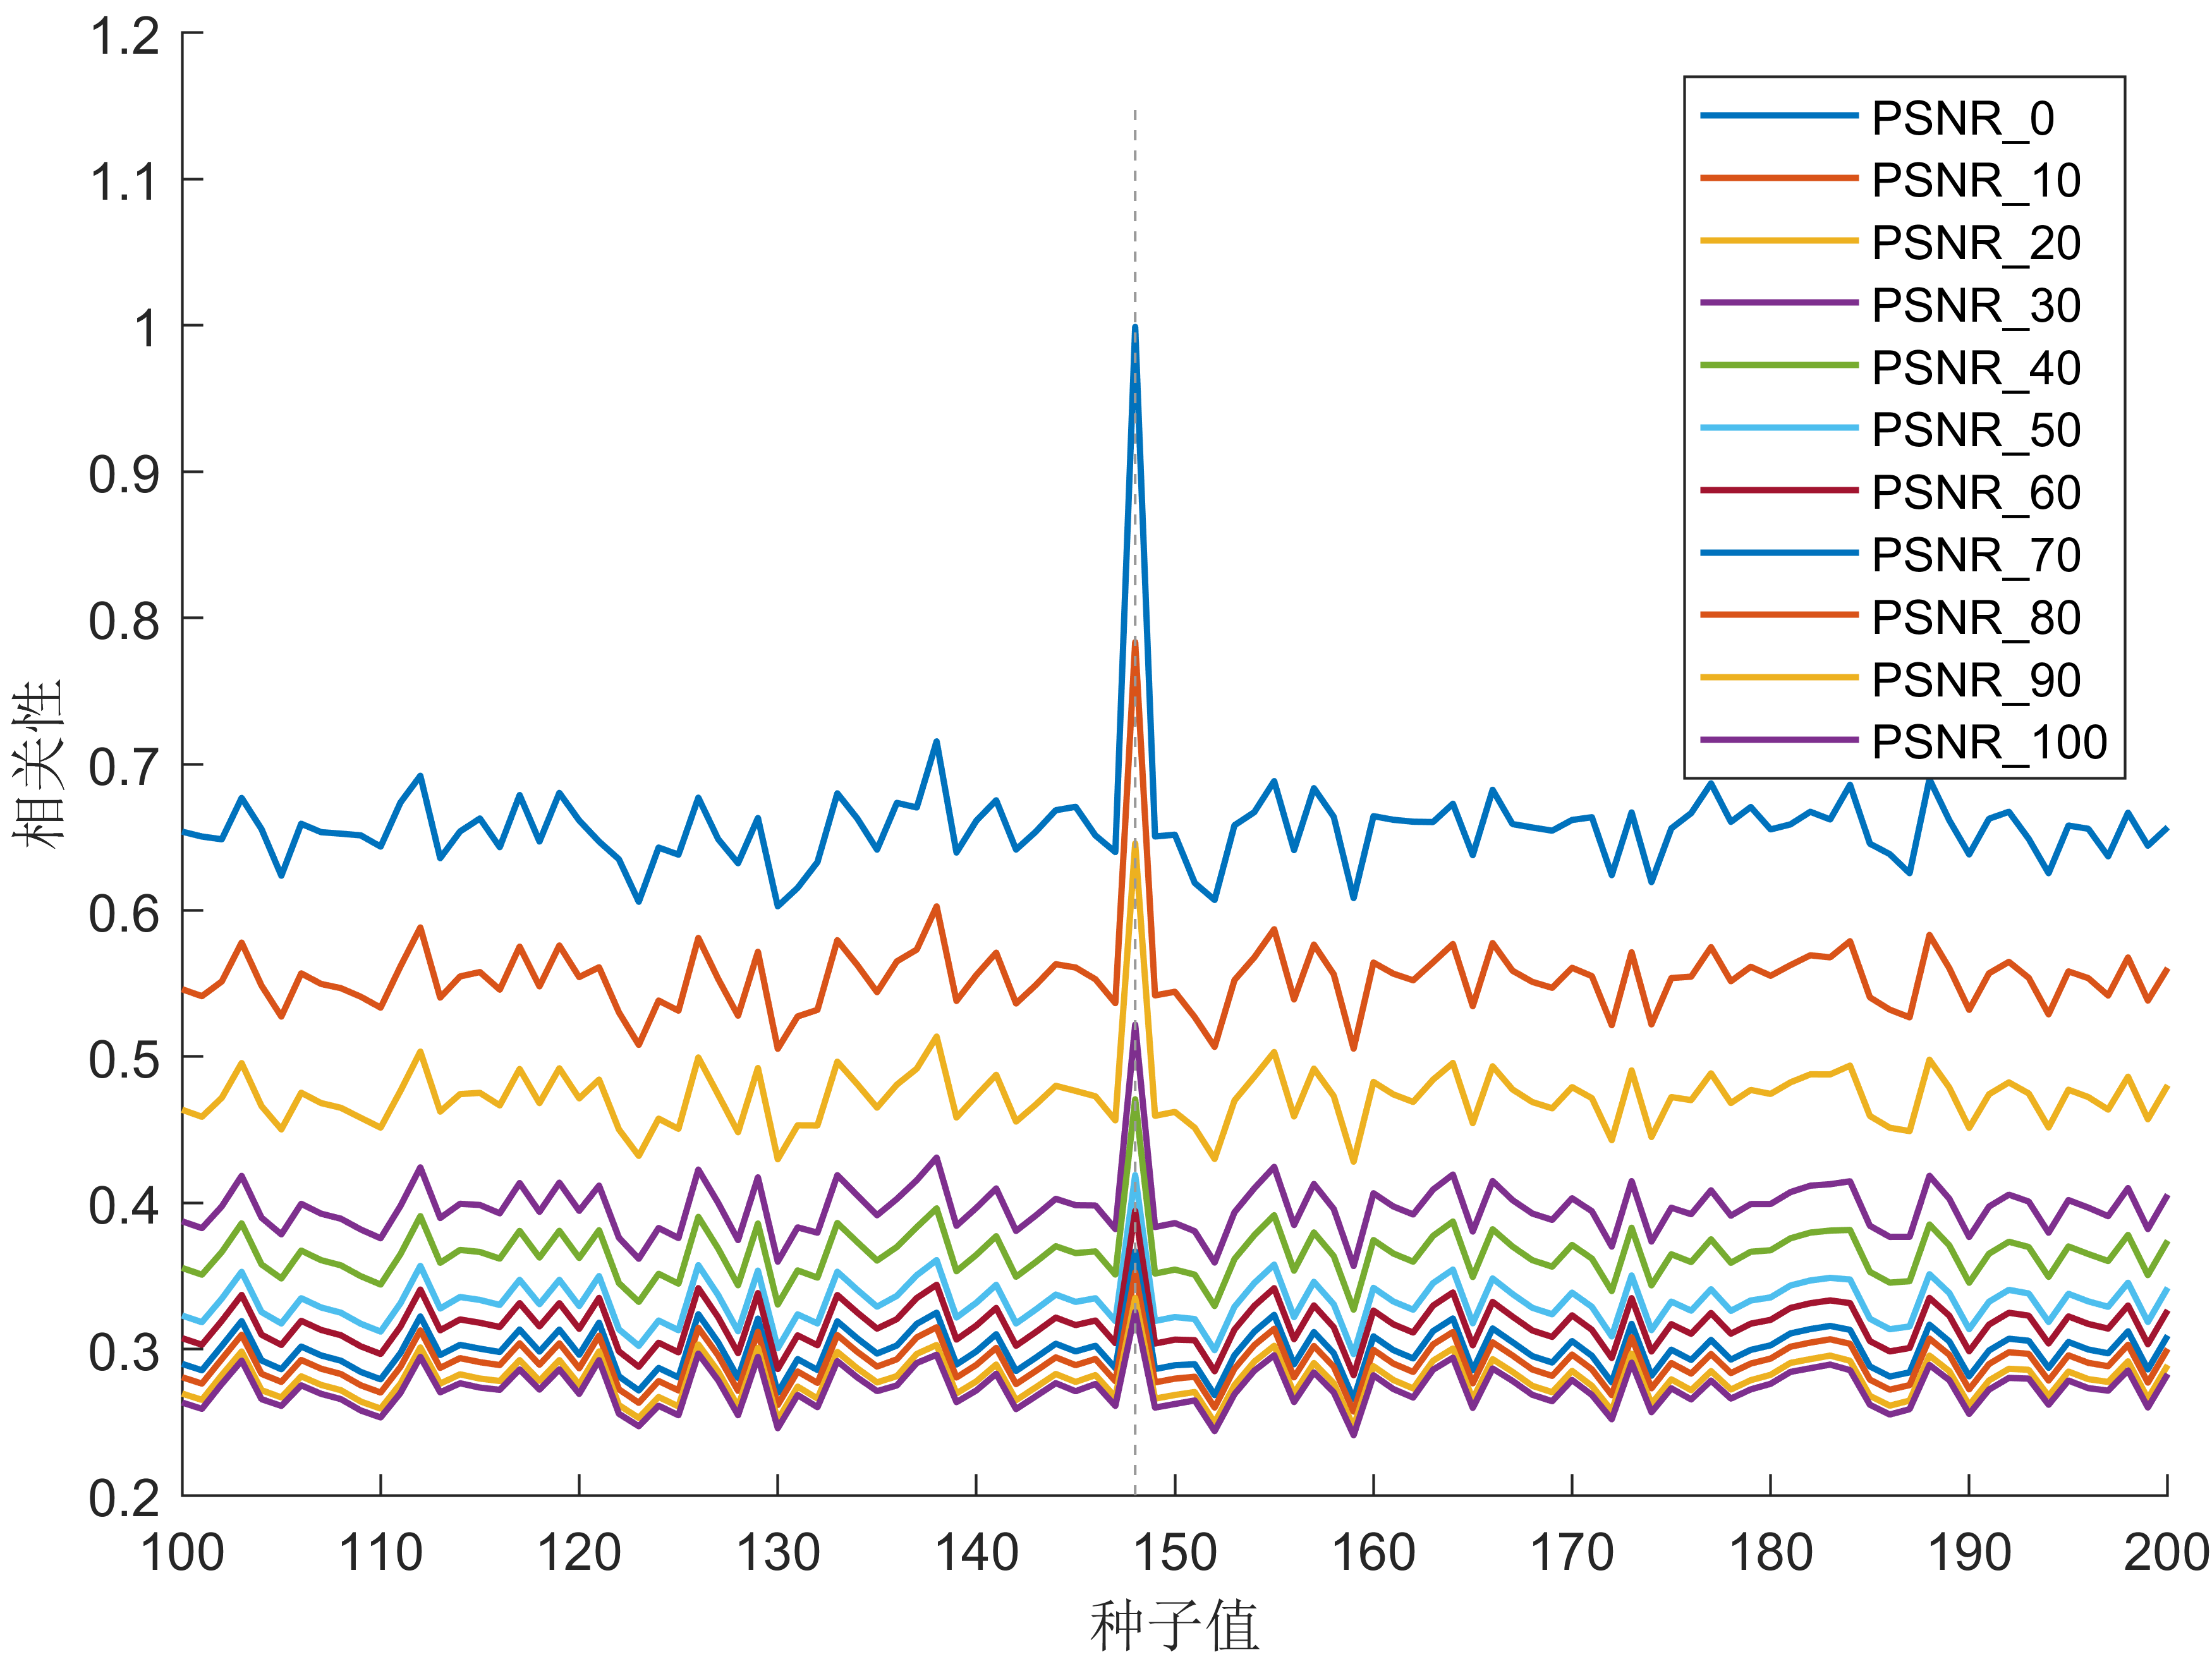 1.2
1.1
1
0.9
0.8
0.7
0.6
0.5
0.4
0.3
0.2
相关性
100 110 120 130 140 150 160 170 180 190 200
种子值
PSNR_0
PSNR_10
PSNR_20
PSNR_30
PSNR_40
PSNR_50
PSNR_60
PSNR_70
PSNR_80
PSNR_90
PSNR_100